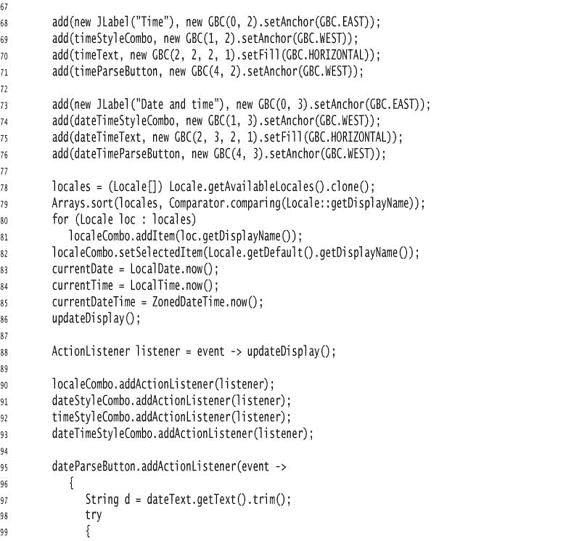 67
68 add(new JLabel("Time"), new GBC(0, 2).setAnchor(GBC.EAST));
69 add(timeStyleCombo, new GBC(1, 2).setAnchor(GBC.WEST));
70 add(timeText, new GBC(2, 2, 2, 1).setFill(GBC.HORIZONTAL));
71 add(timeParseButton, new GBC(4, 2).setAnchor(GBC.WEST));
72
73 add(new JLabel("Date and time"), new GBC(0, 3).setAnchor(GBC.EAST));
74 add(dateTimeStyleCombo, new GBC(1, 3).setAnchor(GBC.WEST));
75 add(dateTimeText, new GBC(2, 3, 2, 1).setFill(GBC.HORIZONTAL));
76 add(dateTimeParseButton, new GBC(4, 3).setAnchor(GBC.WEST));
77
78 locales = (Locale[]) Locale.getAvailableLocales().clone();
79 Arrays.sort(locales, Comparator.comparing(Locale::getDisplayName));
80 for (Locale loc : locales)
81 localeCombo.addItem(loc.getDisplayName());
82 localeCombo.setSelectedItem(Locale.getDefault().getDisplayName());
83 currentDate = LocalDate.now();
84 currentTime = LocalTime.now();
85 currentDateTime = ZonedDateTime.now();
86 updateDisplay();
87
88 ActionListener listener = event -> updateDisplay();
89
90 localeCombo.addActionListener(listener);
91 dateStyleCombo.addActionListener(listener);
92 timeStyleCombo.addActionListener(listener);
93 dateTimeStyleCombo.addActionListener(listener);
94
95 dateParseButton.addActionListener(event ->
96 {
97 String d = dateText.getText().trim();
98 try
99 {